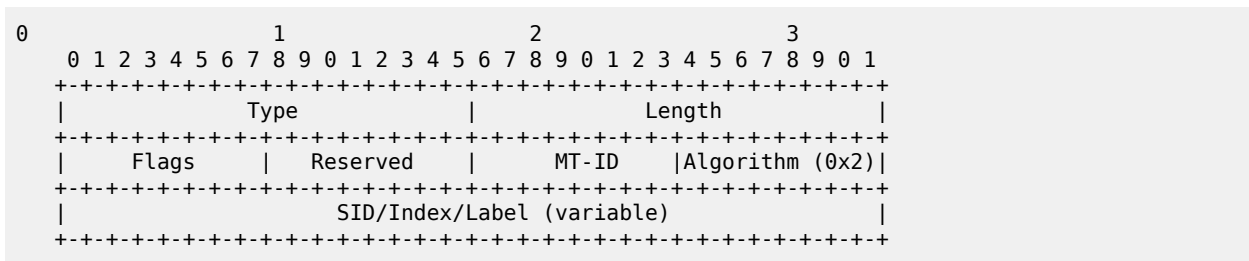 0                   1                   2                   3
    0 1 2 3 4 5 6 7 8 9 0 1 2 3 4 5 6 7 8 9 0 1 2 3 4 5 6 7 8 9 0 1
   +-+-+-+-+-+-+-+-+-+-+-+-+-+-+-+-+-+-+-+-+-+-+-+-+-+-+-+-+-+-+-+-+
   |              Type             |             Length            |
   +-+-+-+-+-+-+-+-+-+-+-+-+-+-+-+-+-+-+-+-+-+-+-+-+-+-+-+-+-+-+-+-+
   |     Flags     |   Reserved    |      MT-ID    |Algorithm (0x2)|
   +-+-+-+-+-+-+-+-+-+-+-+-+-+-+-+-+-+-+-+-+-+-+-+-+-+-+-+-+-+-+-+-+
   |                     SID/Index/Label (variable)                |
   +-+-+-+-+-+-+-+-+-+-+-+-+-+-+-+-+-+-+-+-+-+-+-+-+-+-+-+-+-+-+-+-+